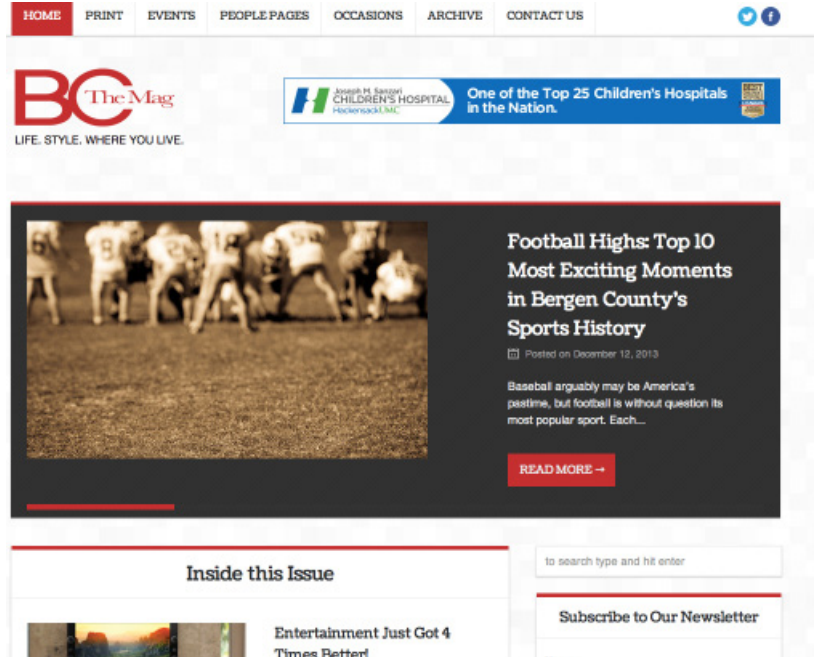 HOME PRINT EVENTS PEOPLE PAGES OCCASIONS ARCHIVE CONTACT US
BC The Mag
LIFE. STYLE. WHERE YOU LIVE.
Joseph M. Sanzari
CHILDREN'S HOSPITAL
HackensackUMC
One of the Top 25 Children's Hospitals
in the Nation.
Football Highs: Top 10
Most Exciting Moments
in Bergen County's
Sports History
Posted on December 12, 2013
Baseball arguably may be America's
pastime, but football is without question its
most popular sport. Each...
READ MORE →
Inside this Issue
to search type and hit enter
Subscribe to Our Newsletter
Entertainment Just Got 4
Times Better!